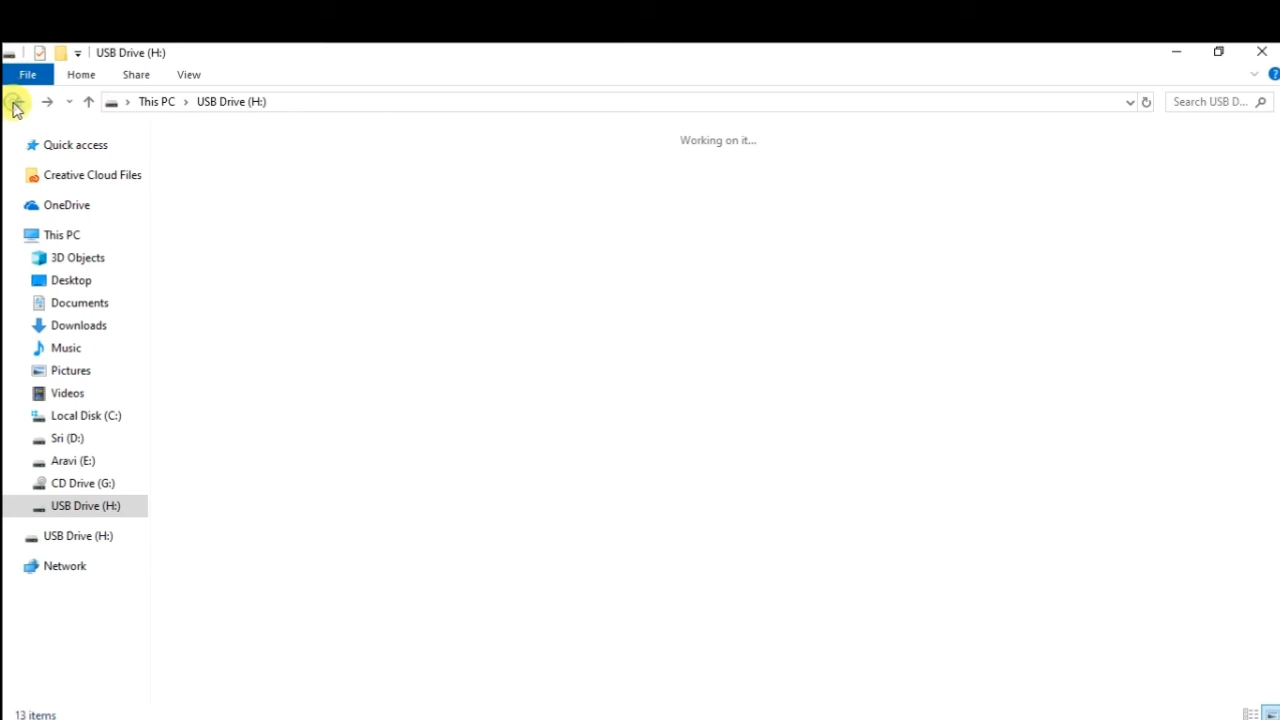 USB Drive (H:)
File Home Share View
This PC USB Drive (H:) Search USB D...
Working on it...
Quick access
Creative Cloud Files
OneDrive
This PC
3D Objects
Desktop
Documents
Downloads
Music
Pictures
Videos
Local Disk (C:)
Sri (D:)
Aravi (E:)
CD Drive (G:)
USB Drive (H:)
USB Drive (H:)
Network
13 items